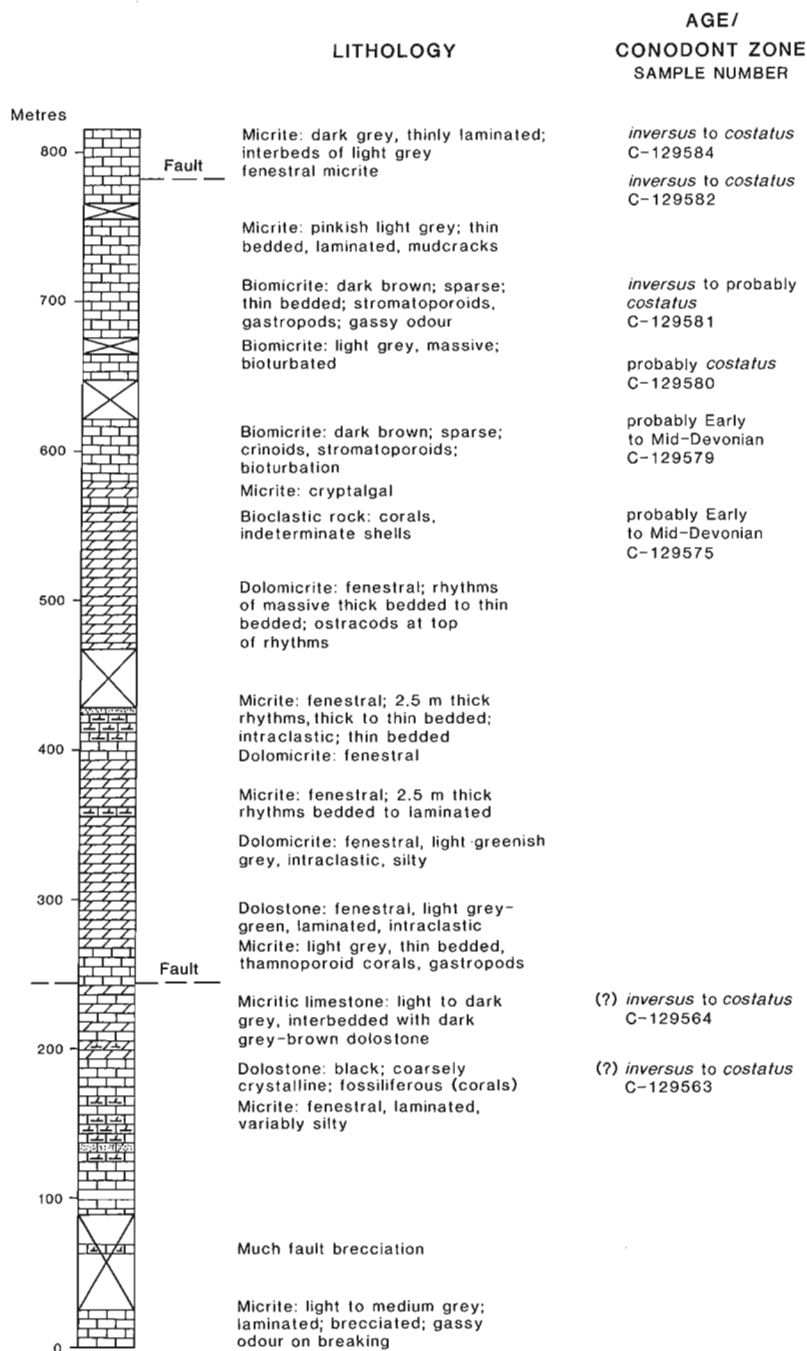 LITHOLOGY
AGE/
CONODONT ZONE
SAMPLE NUMBER
Metres
800
Fault
Micrite: dark grey, thinly laminated;
interbeds of light grey
fenestral micrite
inversus to costatus
C-129584
inversus to costatus
C-129582
Micrite: pinkish light grey; thin
bedded, laminated, mudcracks
700
Biomicrite: dark brown; sparse;
thin bedded; stromatoporoids,
gastropods; gassy odour
inversus to probably
costatus
C-129581
Biomicrite: light grey, massive;
bioturbated
probably costatus
C-129580
600
Biomicrite: dark brown; sparse;
crinoids, stromatoporoids;
bioturbation
probably Early
to Mid-Devonian
C-129579
Micrite: cryptalgal
Bioclastic rock: corals,
indeterminate shells
probably Early
to Mid-Devonian
C-129575
500
Dolomicrite: fenestral; rhythms
of massive thick bedded to thin
bedded; ostracods at top
of rhythms
Micrite: fenestral; 2.5 m thick
rhythms, thick to thin bedded;
intraclastic; thin bedded
400
Dolomicrite: fenestral
Micrite: fenestral; 2.5 m thick
rhythms bedded to laminated
Dolomicrite: fenestral, light greenish
grey, intraclastic, silty
300
Dolostone: fenestral, light grey-
green, laminated, intraclastic
Micrite: light grey, thin bedded,
thamnoporoid corals, gastropods
Fault
Micritic limestone: light to dark
grey, interbedded with dark
grey-brown dolostone
(?) inversus to costatus
C-129564
200
Dolostone: black; coarsely
crystalline; fossiliferous (corals)
(?) inversus to costatus
C-129563
Micrite: fenestral, laminated,
variably silty
100
Much fault brecciation
Micrite: light to medium grey;
laminated; brecciated; gassy
odour on breaking
0